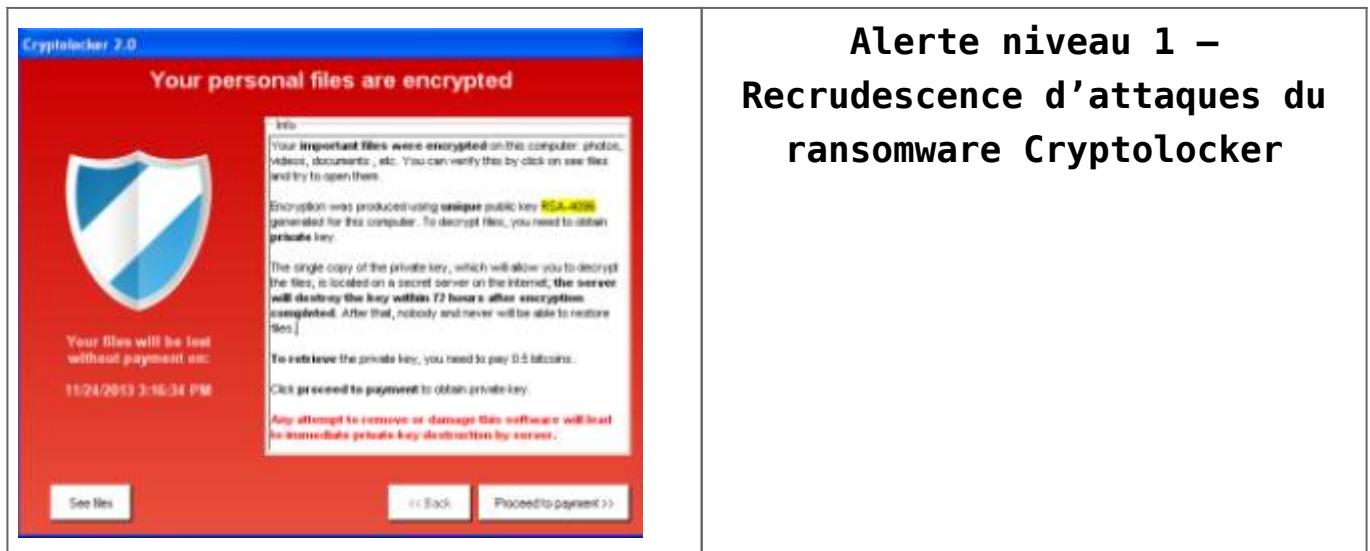 Cryptolocker 2.0
Your personal files are encrypted
Info
Your important files were encrypted on this computer: photos,
videos, documents , etc. You can verify this by click on see files
and try to open them.
Encryption was produced using unique public key RSA-4096
generated for this computer. To decrypt files, you need to obtain
private key.
The single copy of the private key, which will allow you to decrypt
the files, is located on a secret server on the Internet; the server
will destroy the key within 72 hours after encryption
completed. After that, nobody and never will be able to restore
files.
To retrieve the private key, you need to pay 0.5 bitcoins.
Click proceed to payment to obtain private key.
Any attempt to remove or damage this software will lead
to immediate private key destruction by server.
Your files will be lost
without payment on:
11/24/2013 3:16:34 PM
See files
<< Back
Proceed to payment >>
Alerte niveau 1 –
Recrudescence d’attaques du
ransomware Cryptolocker